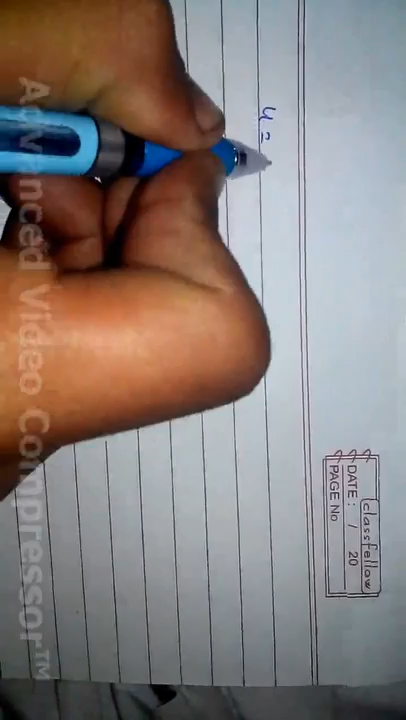 u =
classfellow
DATE : / 20
PAGE No
Advanced Video Compressor™